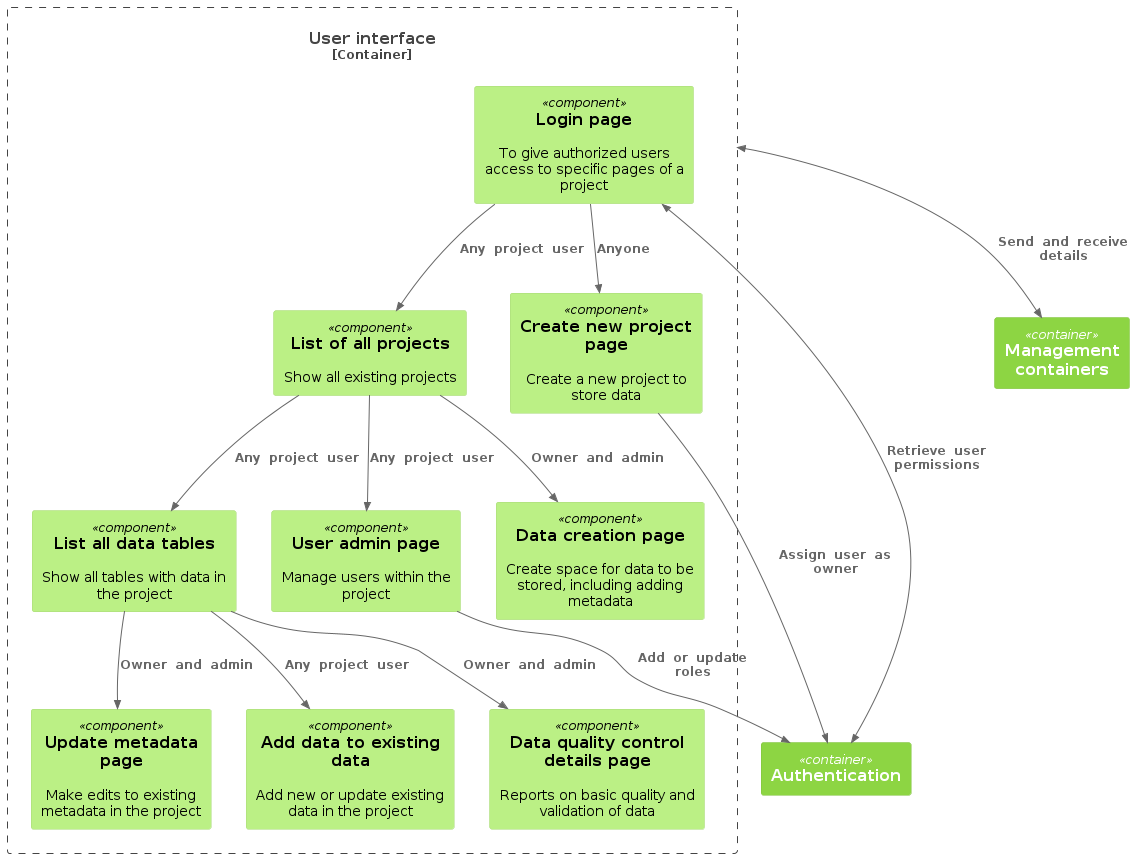 User interface
[Container]
«component»
Login page
To give authorized users
access to specific pages of a
project
Any project user
Anyone
Send and receive
details
«component»
List of all projects
Show all existing projects
«component»
Create new project
page
Create a new project to
store data
«container»
Management
containers
Any project user
Any project user
Owner and admin
Retrieve user
permissions
«component»
List all data tables
Show all tables with data in
the project
«component»
User admin page
Manage users within the
project
«component»
Data creation page
Create space for data to be
stored, including adding
metadata
Assign user as
owner
Owner and admin
Any project user
Owner and admin
Add or update
roles
«component»
Update metadata
page
Make edits to existing
metadata in the project
«component»
Add data to existing
data
Add new or update existing
data in the project
«component»
Data quality control
details page
Reports on basic quality and
validation of data
«container»
Authentication